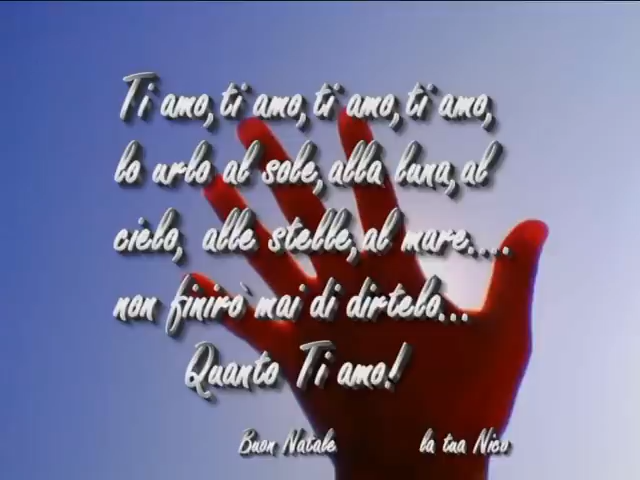 Ti amo, ti amo, ti amo, ti amo,
lo urlo al sole, alla luna, al
cielo, alle stelle, al mare....
non finirò mai di dirtelo...
Quanto Ti amo!
Buon Natale la tua Nico